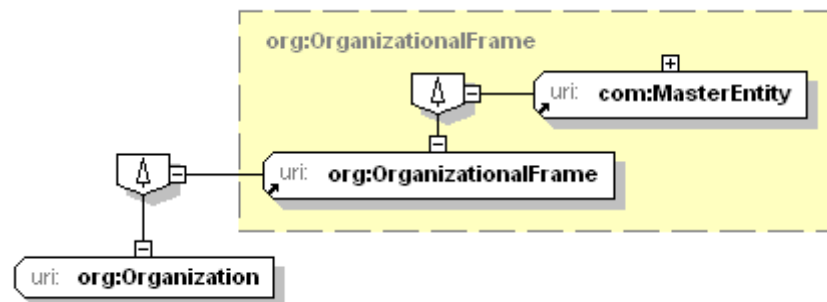 org:OrganizationalFrame
uri: com:MasterEntity
uri: org:OrganizationalFrame
uri: org:Organization